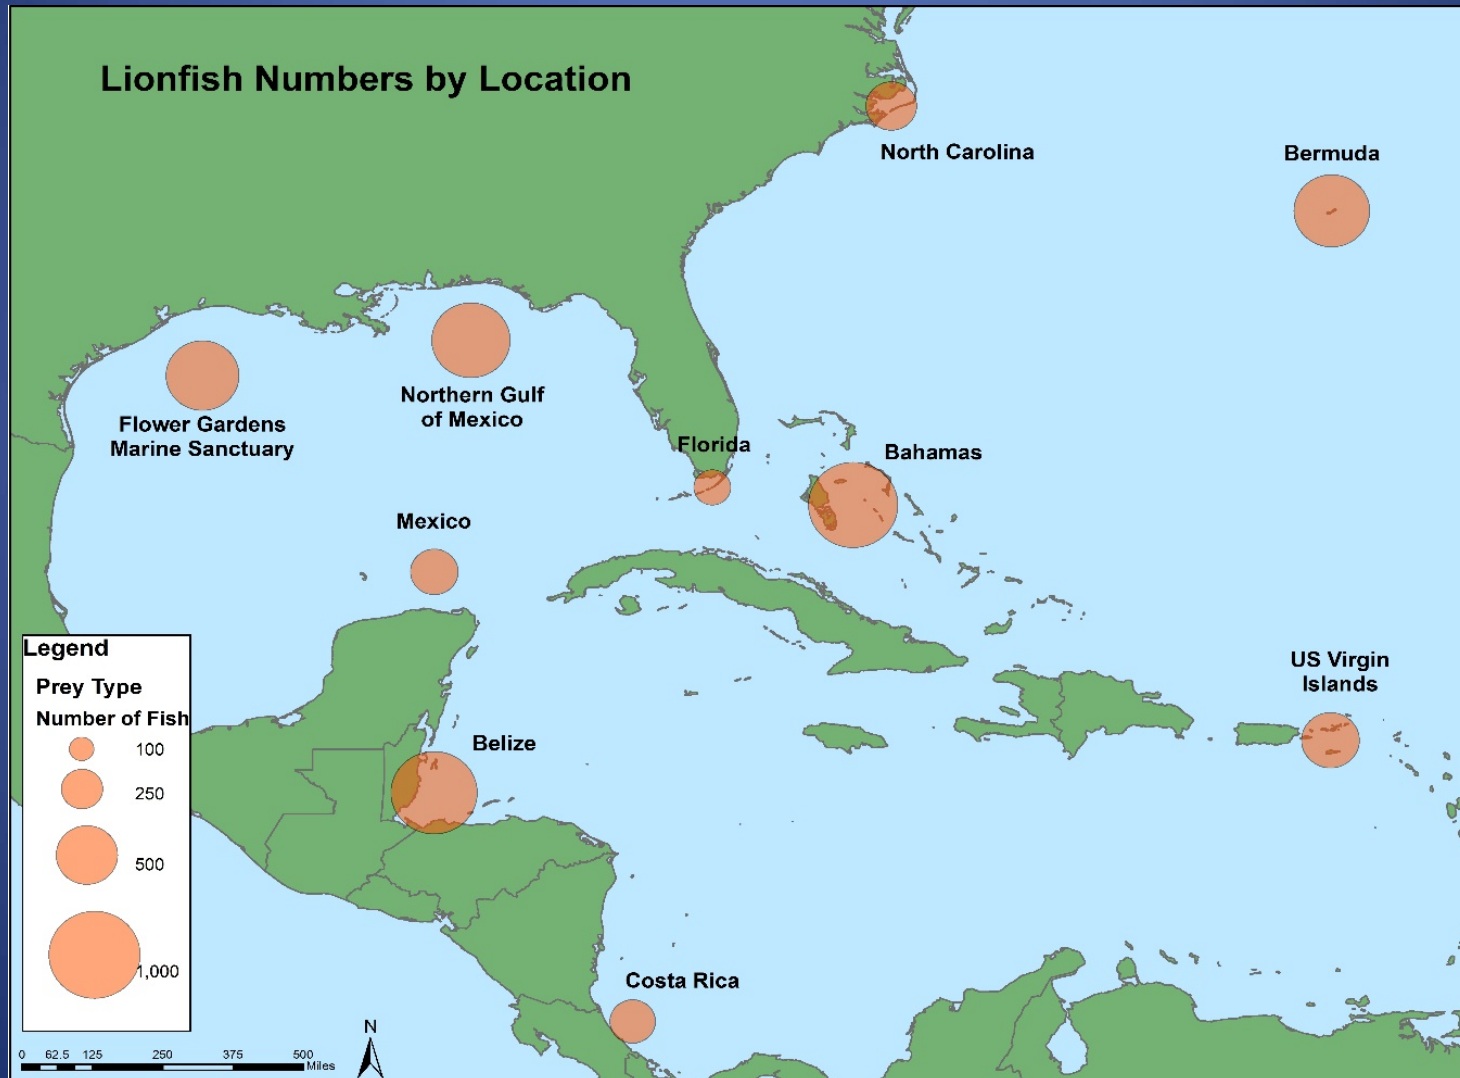 Lionfish Numbers by Location
North Carolina
Bermuda
Northern Gulf
of Mexico
Flower Gardens
Marine Sanctuary
Florida
Bahamas
Mexico
US Virgin
Islands
Belize
Costa Rica
Legend
Prey Type
Number of Fish
100
250
500
1,000
N
0 62.5 125 250 375 500
Miles